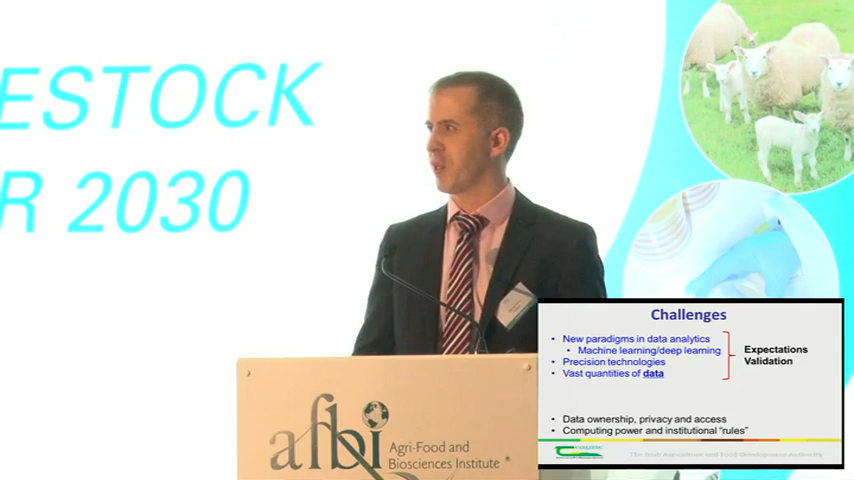 ESTOCK
R 2030
afbi Agri-Food and
Biosciences Institute
Challenges
• New paradigms in data analytics
• Machine learning/deep learning
• Precision technologies
• Vast quantities of data
Expectations
Validation
• Data ownership, privacy and access
• Computing power and institutional “rules”
The Irish Agriculture and Food Development Authority